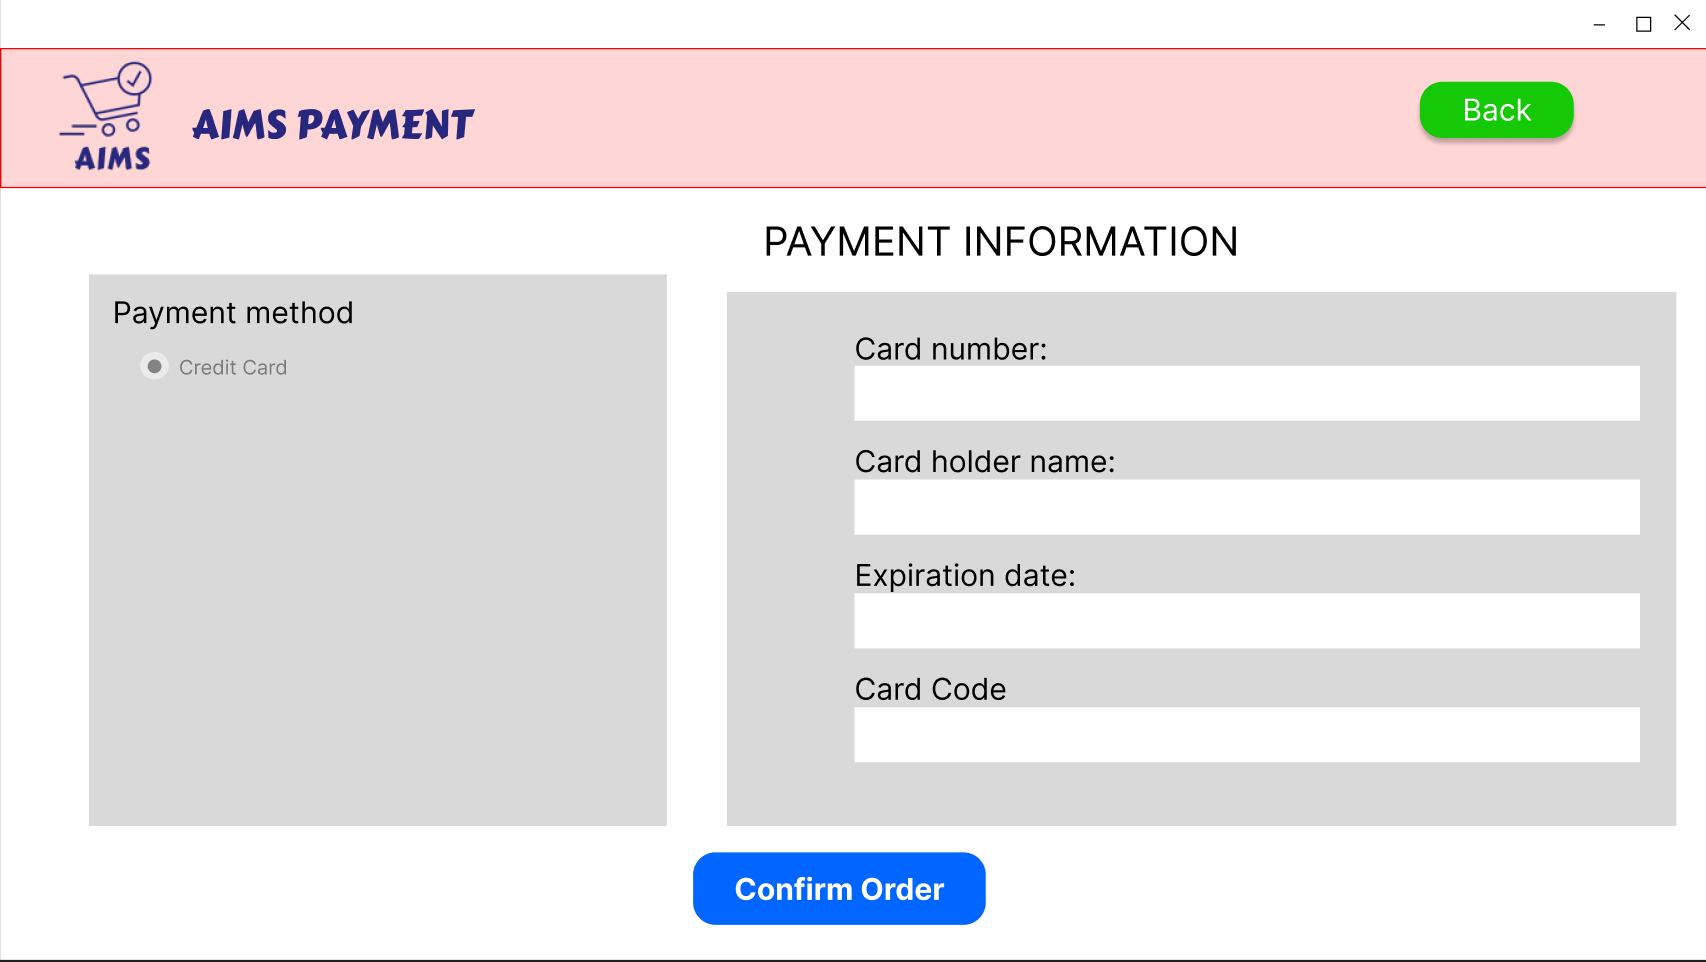 AIMS
AIMS PAYMENT
Back
PAYMENT INFORMATION
Payment method
Credit Card
Card number:
Card holder name:
Expiration date:
Card Code
Confirm Order